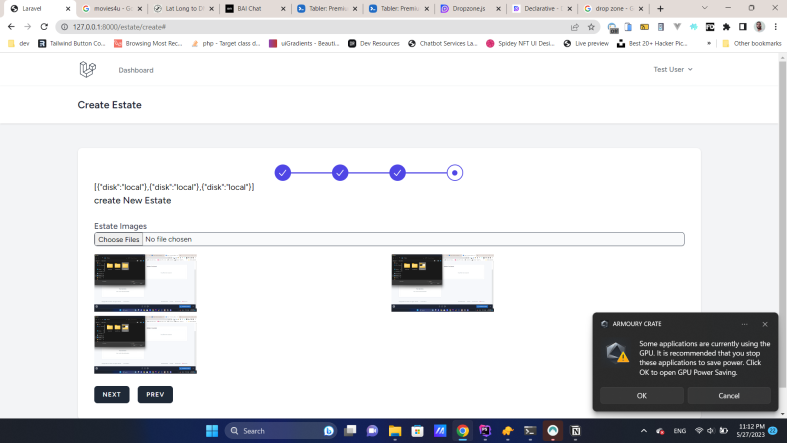 Laravel
movies4u - Go
Lat Long to DI
BAI Chat
Tabler: Premiu
Tabler: Premiu
Dropzone.js
Declarative -
drop zone - G
127.0.0.1:8000/estate/create#
dev
Tailwind Button Co...
Browsing Most Rec...
php - Target class d...
uiGradients - Beauti...
Dev Resources
Chatbot Services La...
Spidey NFT UI Desi...
Live preview
Best 20+ Hacker Pic...
»
Other bookmarks
Dashboard
Test User
Create Estate
[{"disk":"local"},{"disk":"local"},{"disk":"local"}]
create New Estate
Estate Images
Choose Files No file chosen
NEXT
PREV
ARMOURY CRATE
Some applications are currently using the
GPU. It is recommended that you stop
these applications to save power. Click
OK to open GPU Power Saving.
OK
Cancel
Search
ENG
11:12 PM
5/27/2023
22